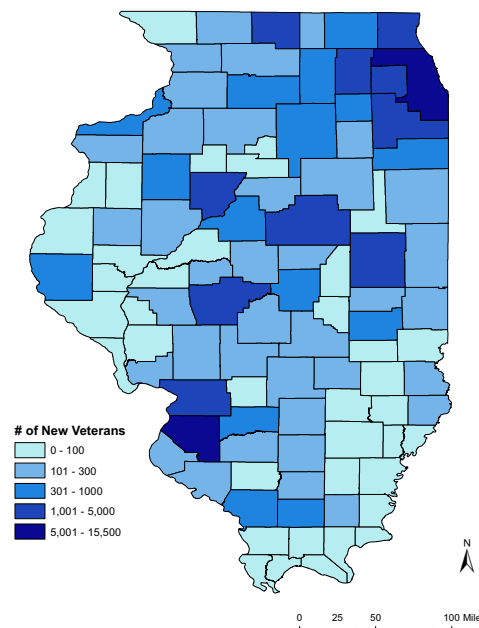 # of New Veterans
0 - 100
101 - 300
301 - 1000
1,001 - 5,000
5,001 - 15,500
N
0 25 50 100 Mile